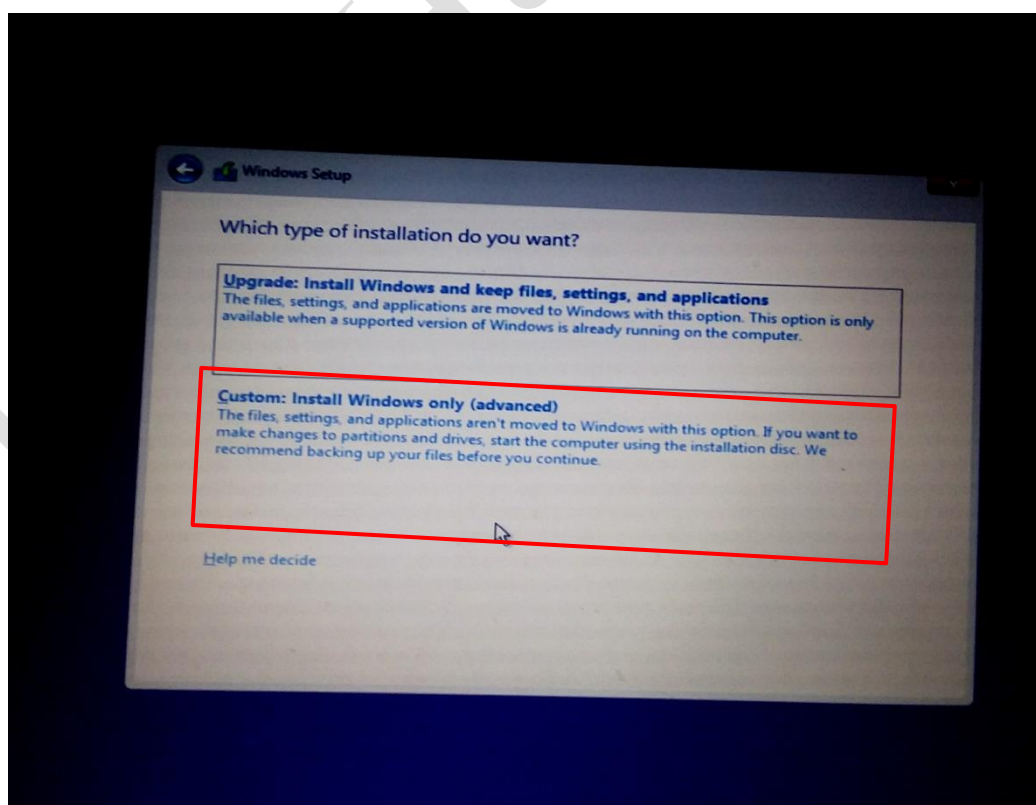 Windows Setup
Which type of installation do you want?
Upgrade: Install Windows and keep files, settings, and applications
The files, settings, and applications are moved to Windows with this option. This option is only
available when a supported version of Windows is already running on the computer.
Custom: Install Windows only (advanced)
The files, settings, and applications aren't moved to Windows with this option. If you want to
make changes to partitions and drives, start the computer using the installation disc. We
recommend backing up your files before you continue.
Help me decide